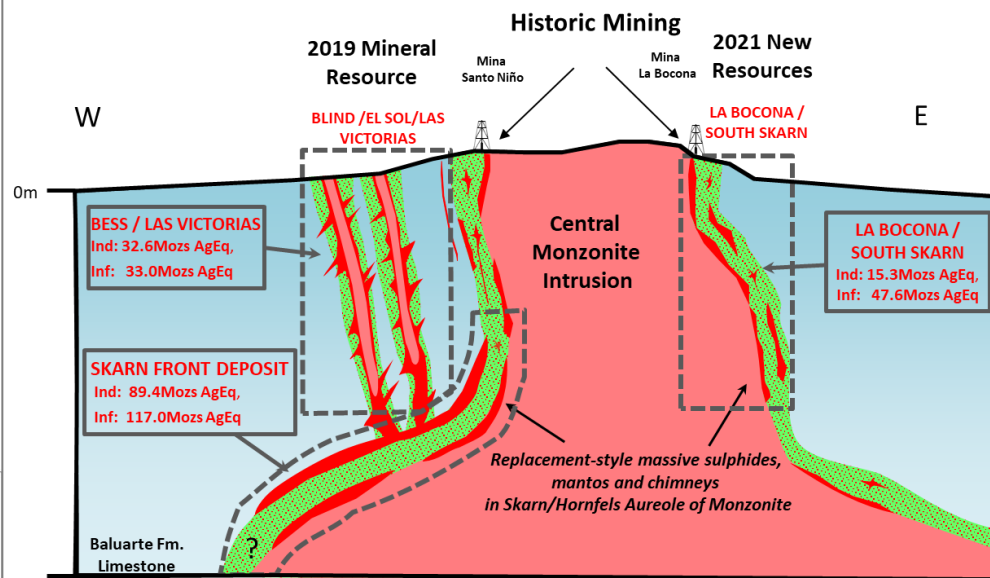 Historic Mining
2019 Mineral
Resource
Mina
Santo Niño
Mina
La Bocona
2021 New
Resources
W
BLIND /EL SOL/LAS
VICTORIAS
LA BOCONA /
SOUTH SKARN
E
0m
BESS / LAS VICTORIAS
Ind: 32.6Mozs AgEq,
Inf: 33.0Mozs AgEq
Central
Monzonite
Intrusion
LA BOCONA /
SOUTH SKARN
Ind: 15.3Mozs AgEq,
Inf: 47.6Mozs AgEq
SKARN FRONT DEPOSIT
Ind: 89.4Mozs AgEq,
Inf: 117.0Mozs AgEq
Replacement-style massive sulphides,
mantos and chimneys
in Skarn/Hornfels Aureole of Monzonite
?
Baluarte Fm.
Limestone